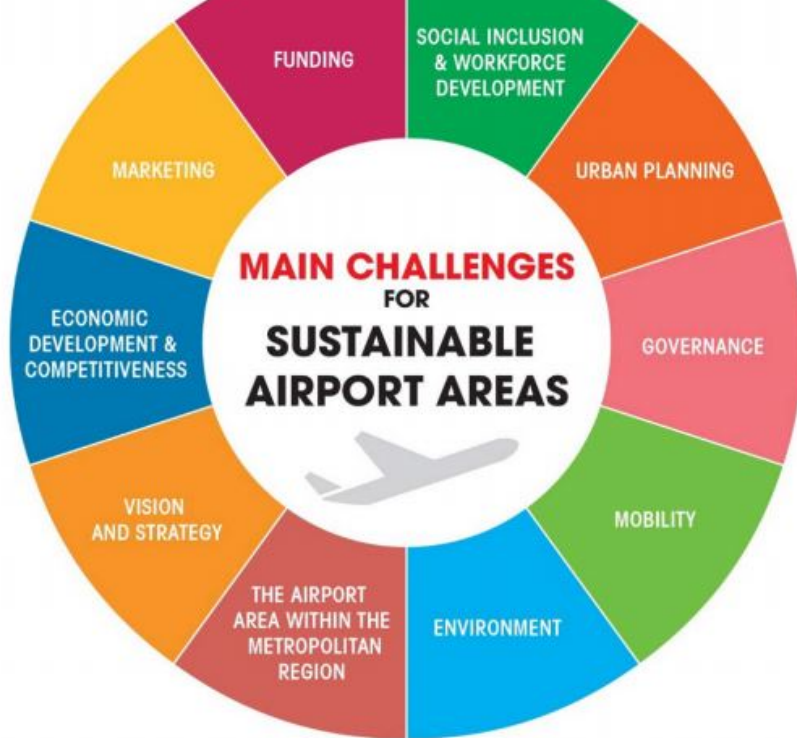 MAIN CHALLENGES
FOR
SUSTAINABLE
AIRPORT AREAS
SOCIAL INCLUSION
& WORKFORCE
DEVELOPMENT
URBAN PLANNING
GOVERNANCE
MOBILITY
ENVIRONMENT
THE AIRPORT
AREA WITHIN THE
METROPOLITAN
REGION
VISION
AND STRATEGY
ECONOMIC
DEVELOPMENT &
COMPETITIVENESS
MARKETING
FUNDING